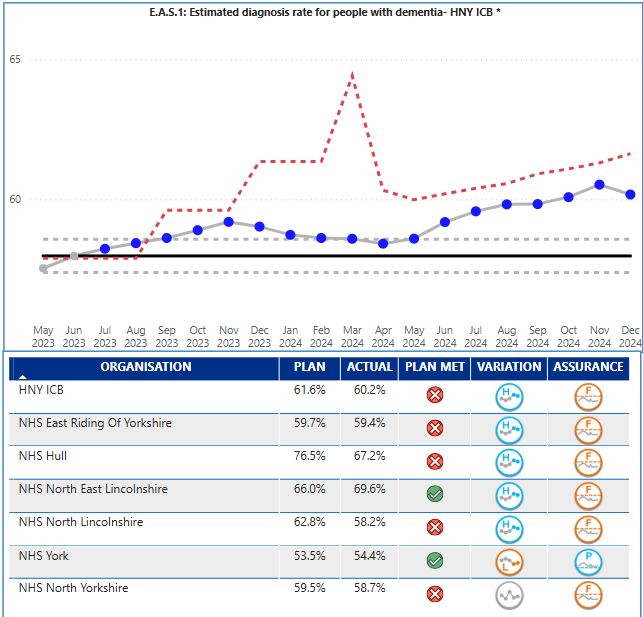 E.A.S.1: Estimated diagnosis rate for people with dementia- HNY ICB *
65
60
May Jun Jul Aug Sep Oct Nov Dec Jan Feb Mar Apr May Jun Jul Aug Sep Oct Nov Dec
2023 2023 2023 2023 2023 2023 2023 2023 2024 2024 2024 2024 2024 2024 2024 2024 2024 2024 2024 2024
ORGANISATION PLAN ACTUAL PLAN MET VARIATION ASSURANCE
HNY ICB 61.6% 60.2% H F
NHS East Riding Of Yorkshire 59.7% 59.4% H F
NHS Hull 76.5% 67.2% H F
NHS North East Lincolnshire 66.0% 69.6% H F
NHS North Lincolnshire 62.8% 58.2% H F
NHS York 53.5% 54.4% L P
NHS North Yorkshire 59.5% 58.7% F